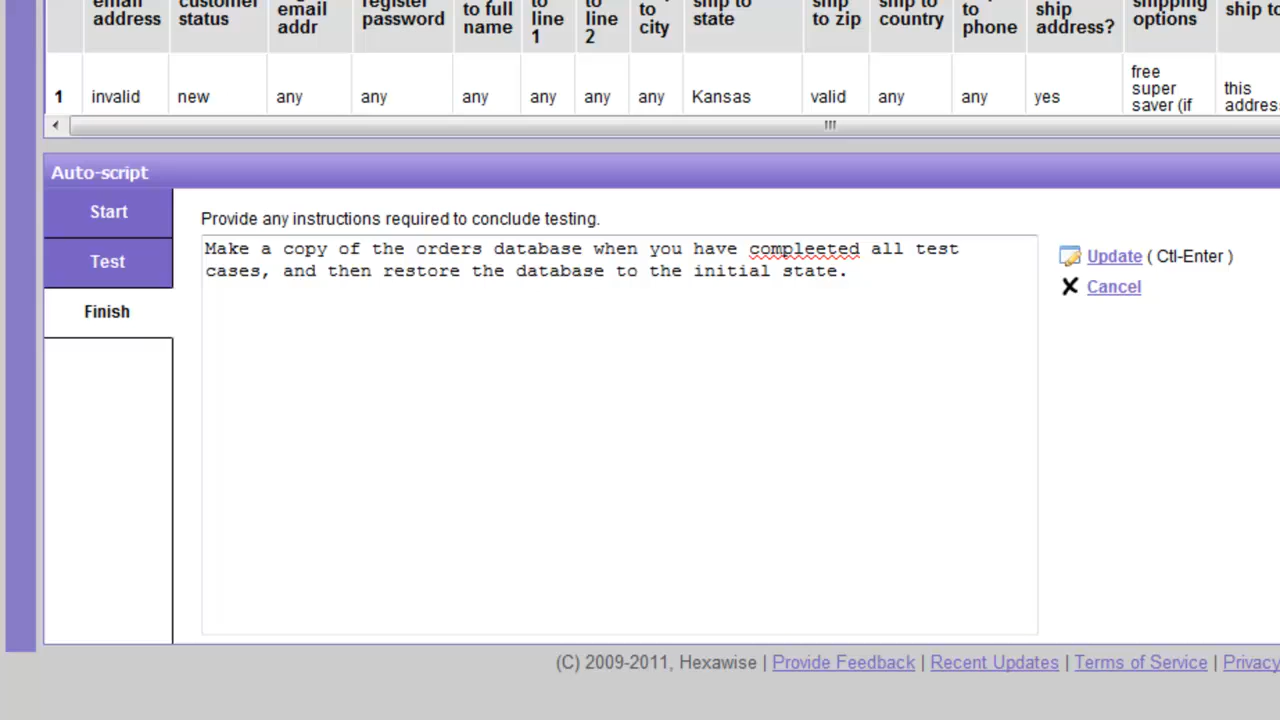 email customer email register to full to to to ship to ship ship to to ship shipping ship to
address status addr password name line line city state to zip country phone address? options
1 2
free
super
saver (if
1 invalid new any any any any any any Kansas valid any any yes this
address
Auto-script
Start
Test
Finish
Provide any instructions required to conclude testing.
Make a copy of the orders database when you have compleeted all test
cases, and then restore the database to the initial state.
Update ( Ctl-Enter )
Cancel
(C) 2009-2011, Hexawise | Provide Feedback | Recent Updates | Terms of Service | Privacy